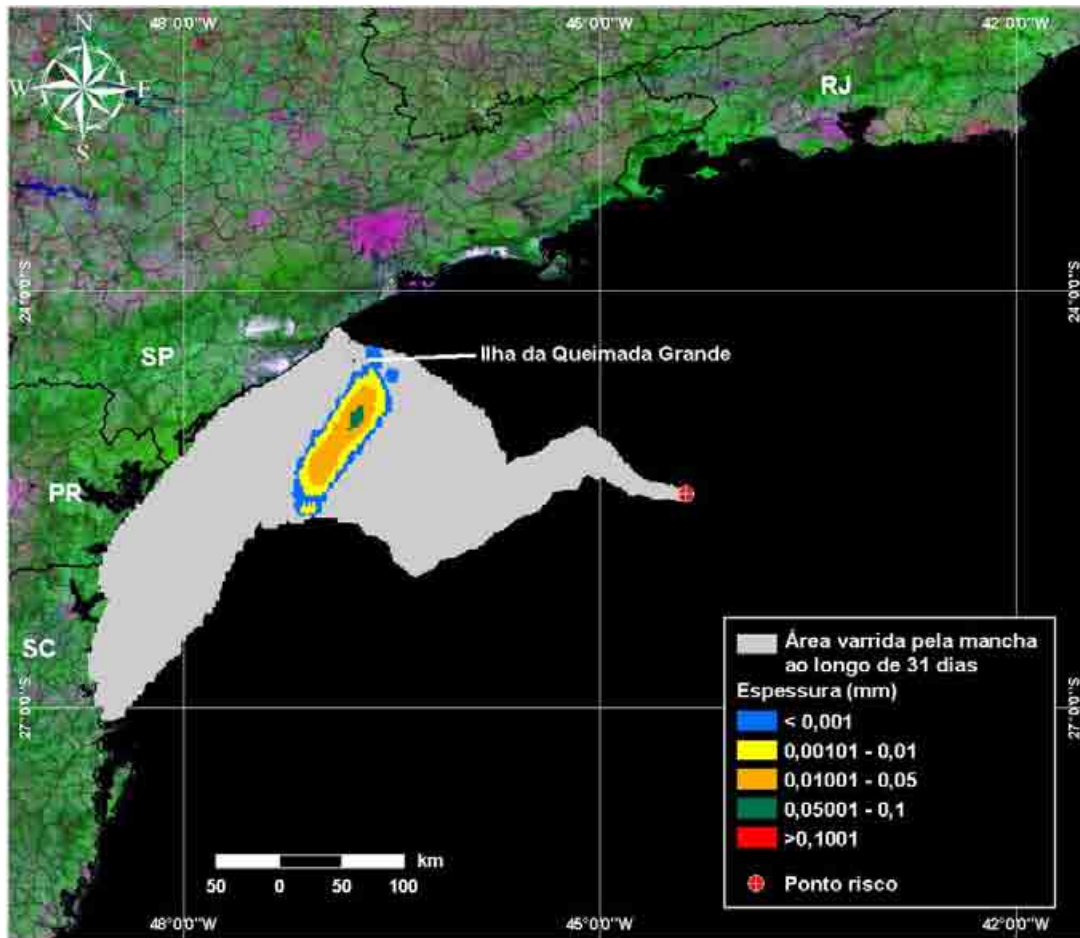 48°0'0"W 45°0'0"W 42°0'0"W
N
W E
S
RJ
24°0'0"S 24°0'0"S
SP
Ilha da Queimada Grande
PR
SC
27°0'0"S 27°0'0"S
Área varrida pela mancha
ao longo de 31 dias
Espessura (mm)
< 0,001
0,00101 - 0,01
0,01001 - 0,05
0,05001 - 0,1
>0,1001
Ponto risco
km
50 0 50 100
48°0'0"W 45°0'0"W 42°0'0"W